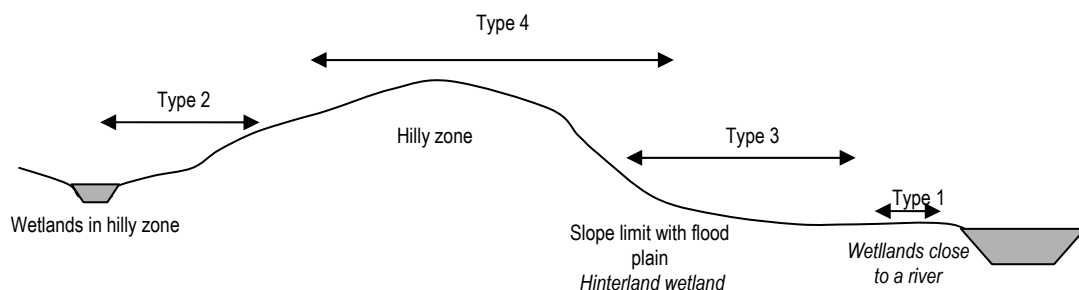 Type 4
Type 2
Hilly zone
Type 3
Type 1
Wetlands in hilly zone
Slope limit with flood
plain
Hinterland wetland
Wetllands close
to a river